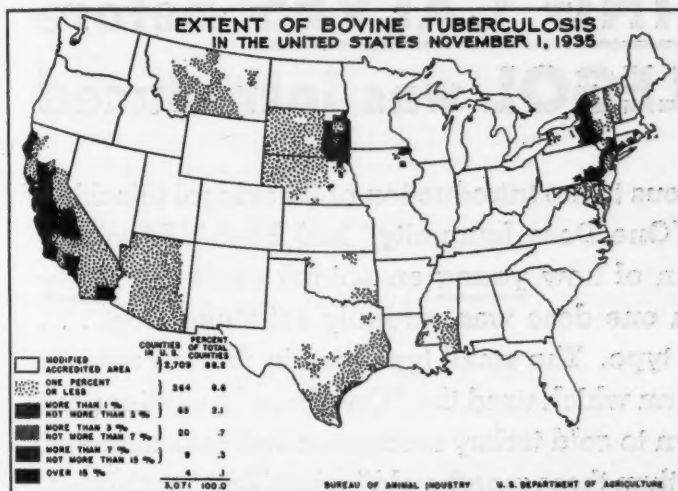 EXTENT OF BOVINE TUBERCULOSIS
IN THE UNITED STATES NOVEMBER 1, 1935
COUNTIES IN U.S. PERCENT OF TOTAL COUNTIES
MODIFIED ACCREDITED AREA 2,709 88.2
ONE PERCENT OR LESS 264 8.6
MORE THAN 1 % NOT MORE THAN 3 % 65 2.1
MORE THAN 3 % NOT MORE THAN 7 % 20 .7
MORE THAN 7 % NOT MORE THAN 15 % 9 .3
OVER 15 % 4 .1
3,071 100.0
BUREAU OF ANIMAL INDUSTRY U.S. DEPARTMENT OF AGRICULTURE